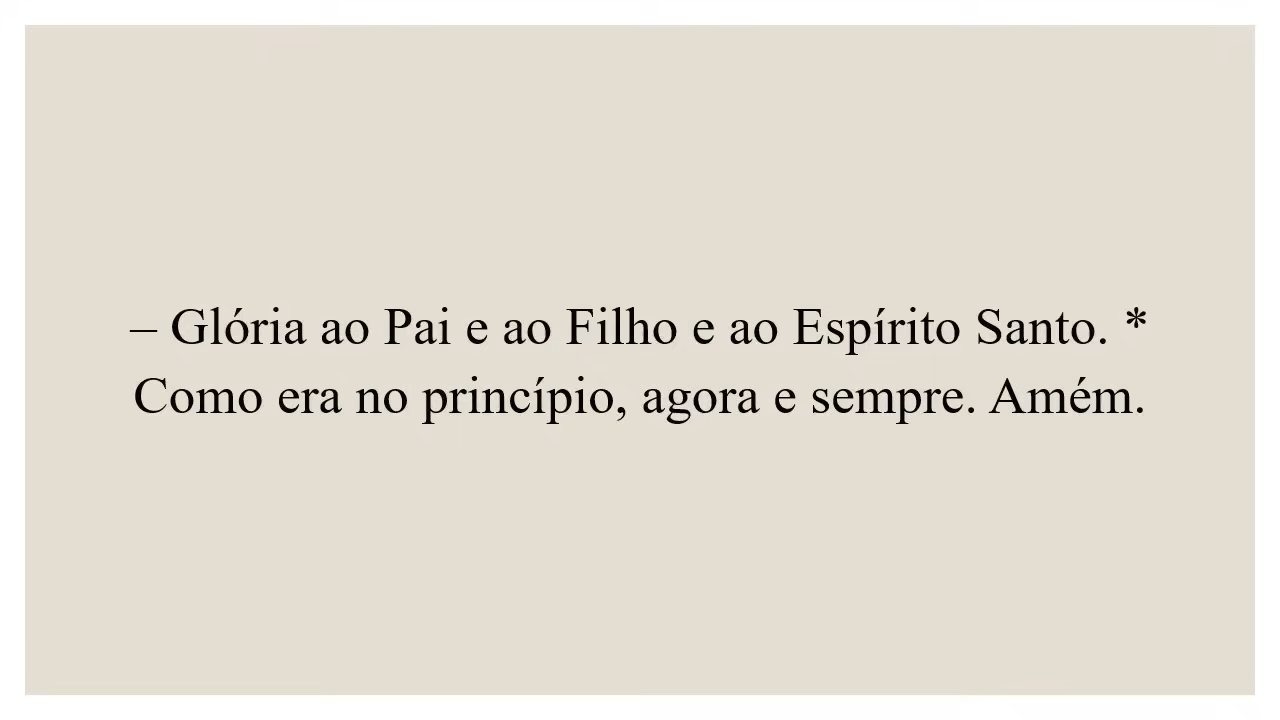 – Glória ao Pai e ao Filho e ao Espírito Santo. *
Como era no princípio, agora e sempre. Amém.